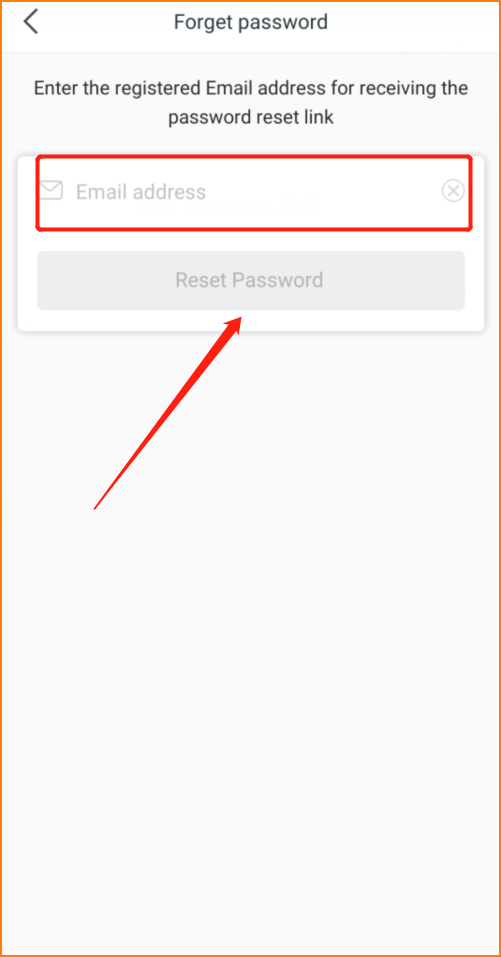 Forget password
Enter the registered Email address for receiving the
password reset link
Email address
Reset Password